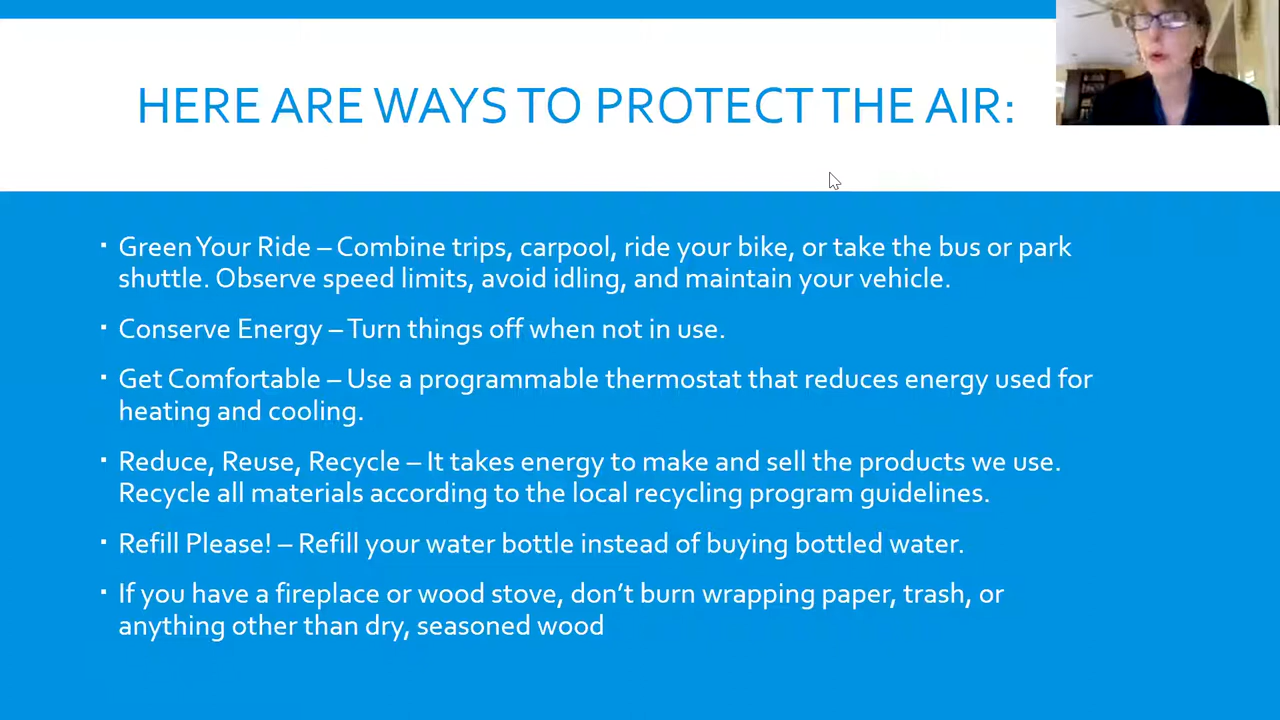 HERE ARE WAYS TO PROTECT THE AIR:
▪ Green Your Ride – Combine trips, carpool, ride your bike, or take the bus or park
shuttle. Observe speed limits, avoid idling, and maintain your vehicle.
▪ Conserve Energy – Turn things off when not in use.
▪ Get Comfortable – Use a programmable thermostat that reduces energy used for
heating and cooling.
▪ Reduce, Reuse, Recycle – It takes energy to make and sell the products we use.
Recycle all materials according to the local recycling program guidelines.
▪ Refill Please! – Refill your water bottle instead of buying bottled water.
▪ If you have a fireplace or wood stove, don’t burn wrapping paper, trash, or
anything other than dry, seasoned wood